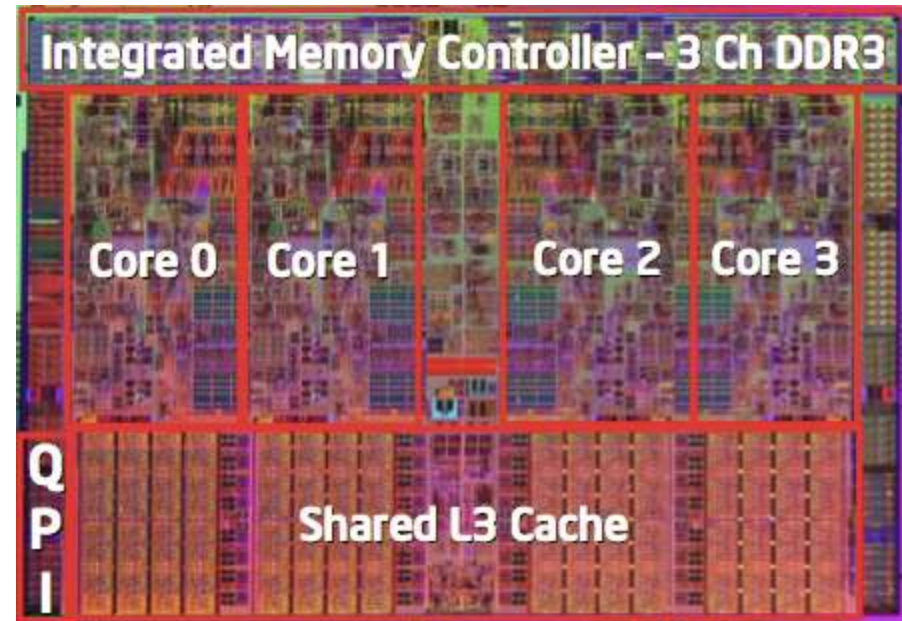 Integrated Memory Controller - 3 Ch DDR3
Core 0
Core 1
Core 2
Core 3
Q
P
I
Shared L3 Cache